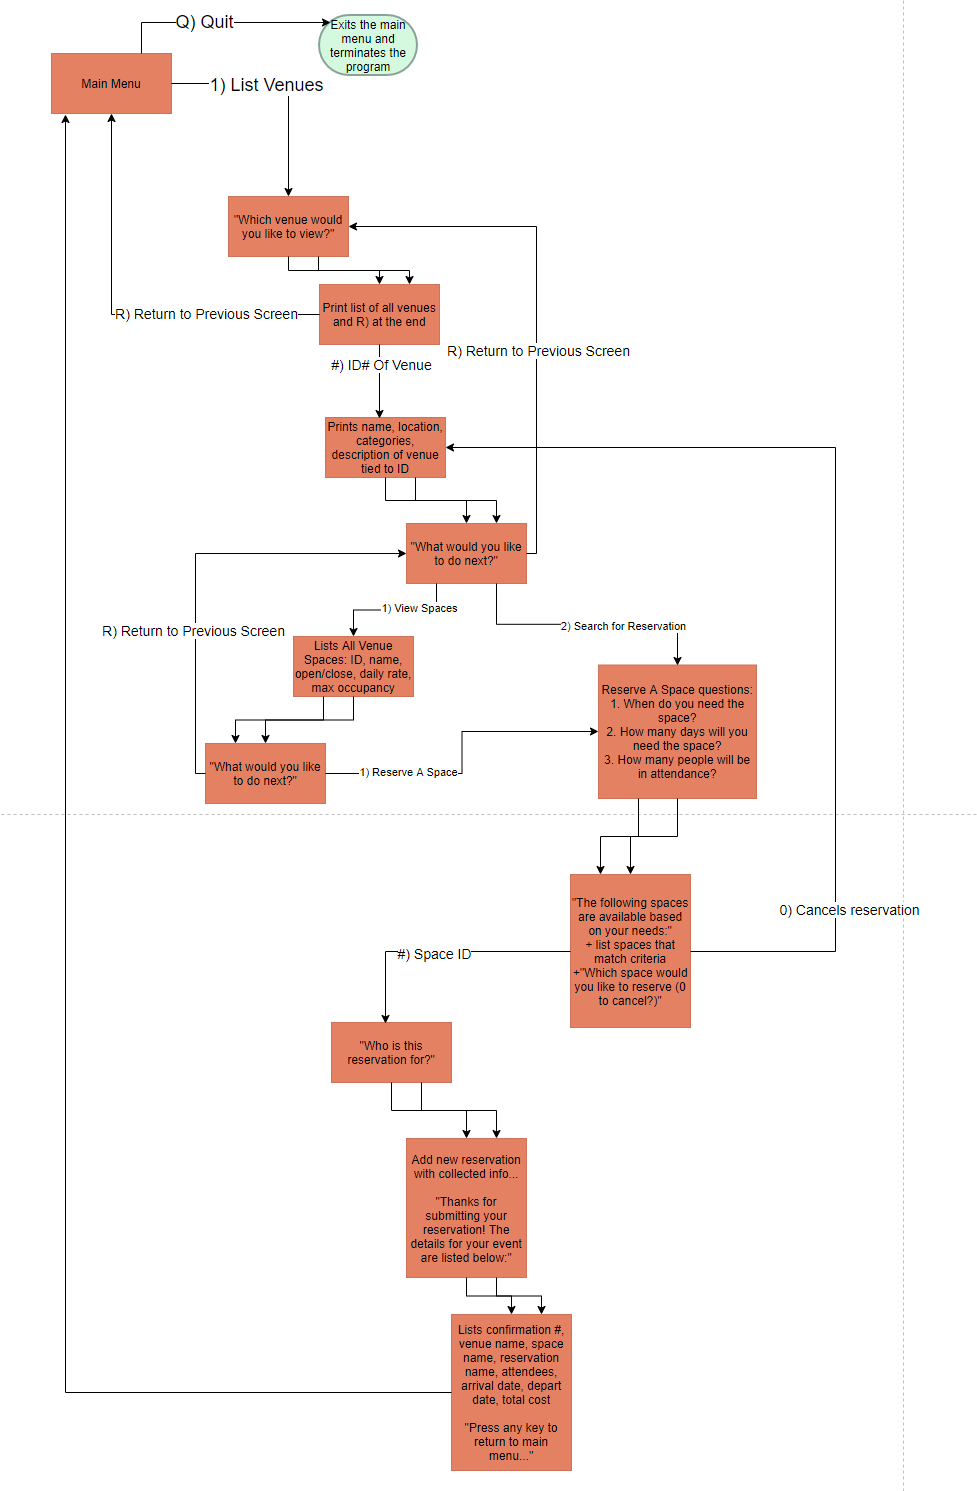 Q) Quit
Exits the main
menu and
terminates the
program
Main Menu
1) List Venues
"Which venue would
you like to view?"
R) Return to Previous Screen
Print list of all venues
and R) at the end
R) Return to Previous Screen
#) ID# Of Venue
Prints name, location,
categories,
description of venue
tied to ID
"What would you like
to do next?"
1) View Spaces
2) Search for Reservation
R) Return to Previous Screen
Lists All Venue
Spaces: ID, name,
open/close, daily rate,
max occupancy
Reserve A Space questions:
1. When do you need the
space?
2. How many days will you
need the space?
3. How many people will be
in attendance?
"What would you like
to do next?"
1) Reserve A Space
"The following spaces
are available based
on your needs:"
+ list spaces that
match criteria
+"Which space would
you like to reserve (0
to cancel?)"
0) Cancels reservation
#) Space ID
"Who is this
reservation for?"
Add new reservation
with collected info...
"Thanks for
submitting your
reservation! The
details for your event
are listed below:"
Lists confirmation #,
venue name, space
name, reservation
name, attendees,
arrival date, depart
date, total cost
"Press any key to
return to main
menu..."